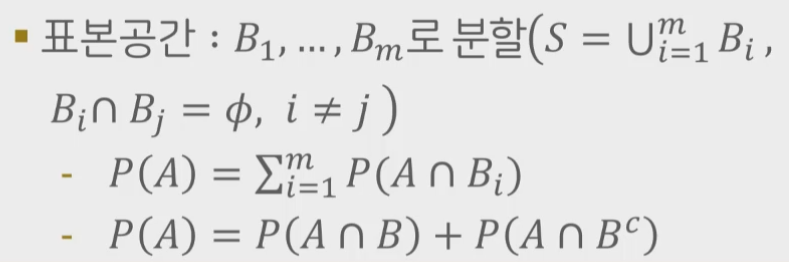 ▪ 표본공간 : B₁, ..., Bₘ로 분할(S = ⋃ᵢ₌₁ᵐ Bᵢ ,
Bᵢ∩ Bⱼ = ϕ, i ≠ j )
- P(A) = ∑ᵢ₌₁ᵐ P(A ∩ Bᵢ)
- P(A) = P(A ∩ B) + P(A ∩ Bᶜ)